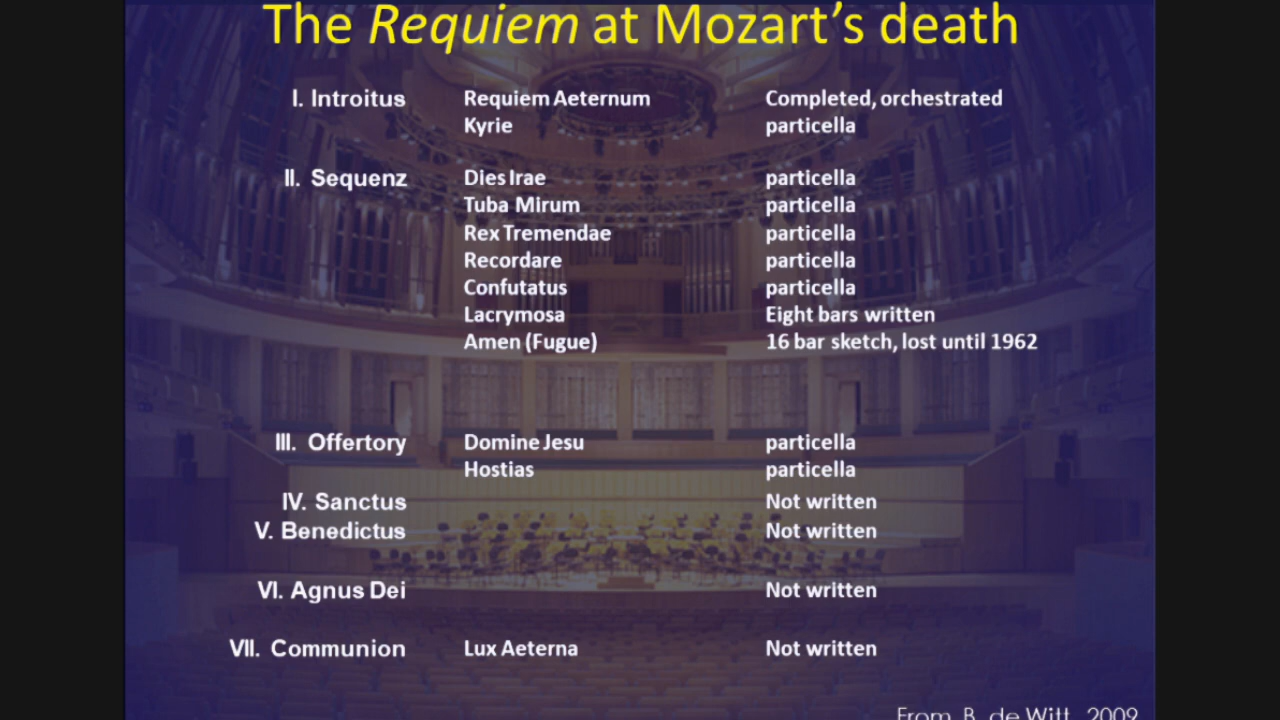 The Requiem at Mozart's death
I. Introitus Requiem Aeternum Completed, orchestrated
Kyrie particella
II. Sequenz Dies Irae particella
Tuba Mirum particella
Rex Tremendae particella
Recordare particella
Confutatus particella
Lacrymosa Eight bars written
Amen (Fugue) 16 bar sketch, lost until 1962
III. Offertory Domine Jesu particella
Hostias particella
IV. Sanctus Not written
V. Benedictus Not written
VI. Agnus Dei Not written
VII. Communion Lux Aeterna Not written
From B. de Witt, 2009